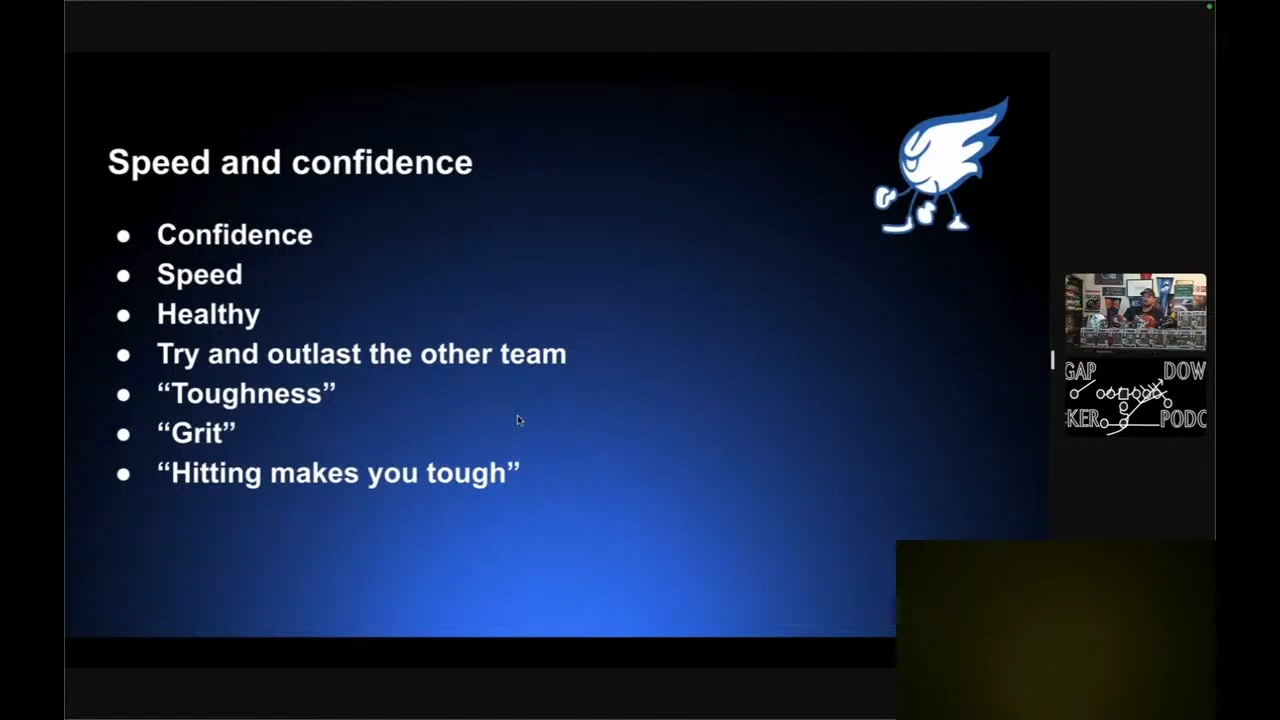 Speed and confidence
● Confidence
● Speed
● Healthy
● Try and outlast the other team
● “Toughness”
● “Grit”
● “Hitting makes you tough”
GAP DOW
KER PODC